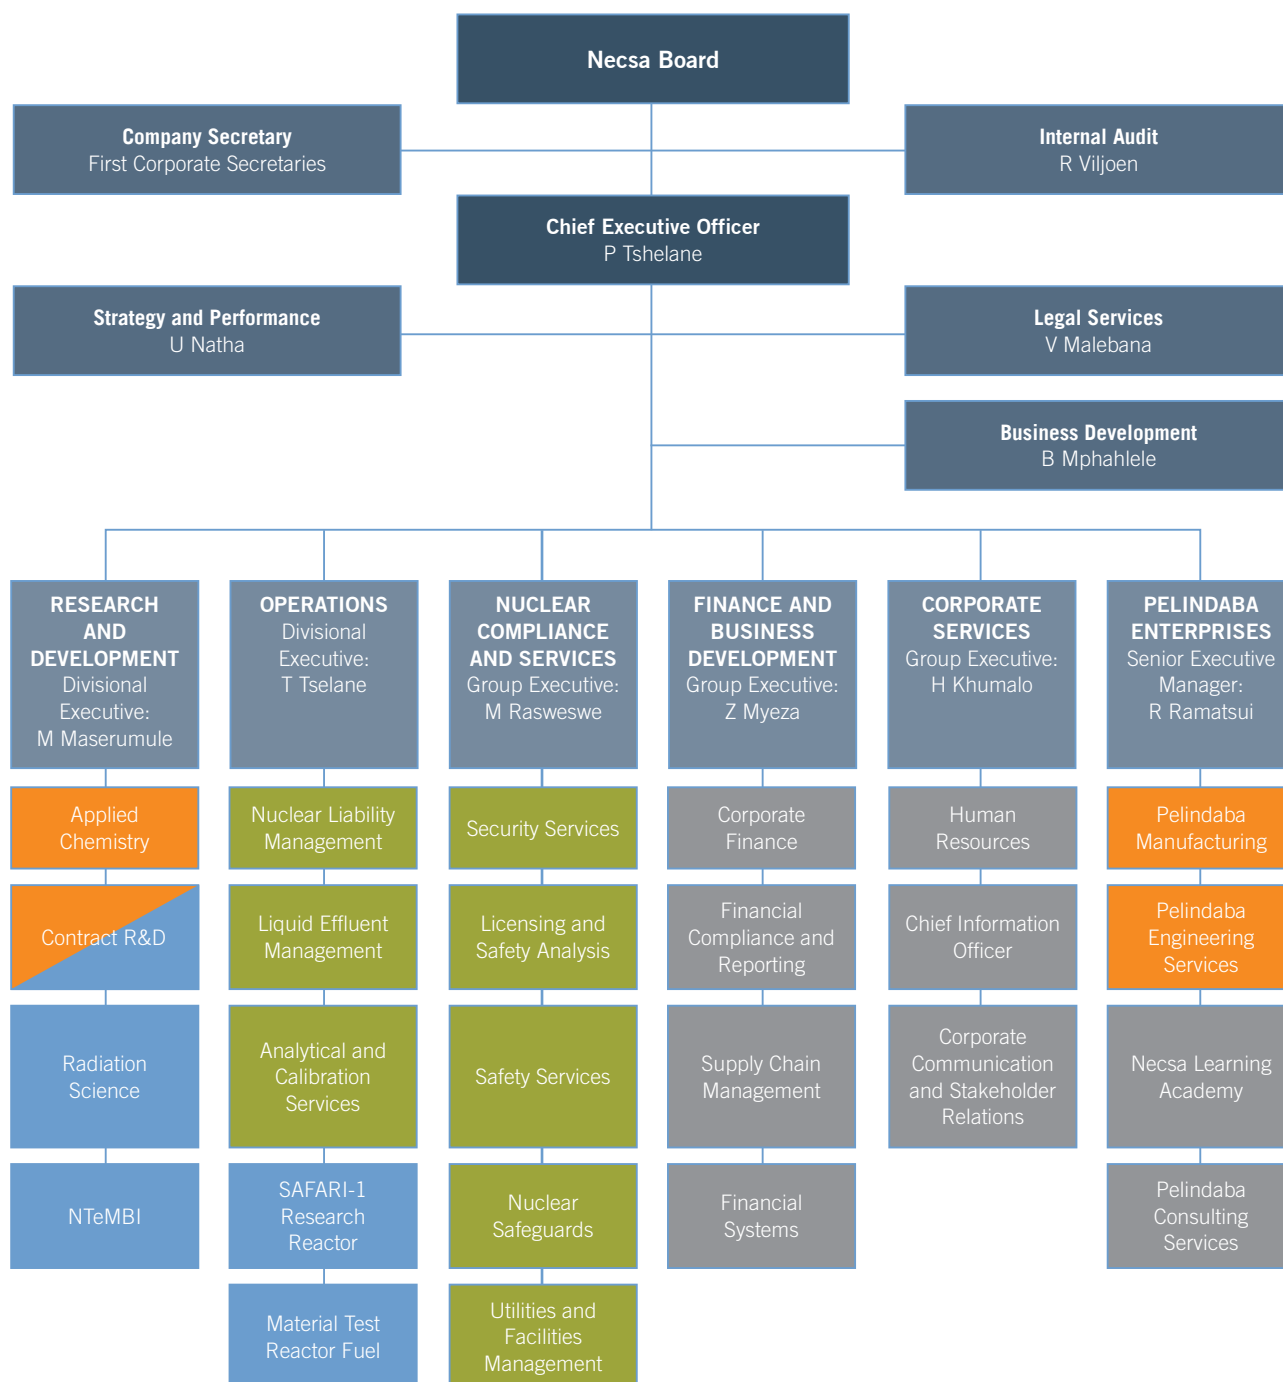 Necsa Board
Company Secretary
First Corporate Secretaries
Internal Audit
R Viljoen
Chief Executive Officer
P Tshelane
Strategy and Performance
U Natha
Legal Services
V Malebana
Business Development
B Mphahlele
RESEARCH
AND
DEVELOPMENT
Divisional
Executive:
M Maserumule
Applied
Chemistry
Contract R&D
Radiation
Science
NTeMBI
OPERATIONS
Divisional
Executive:
T Tselane
Nuclear Liability
Management
Liquid Effluent
Management
Analytical and
Calibration
Services
SAFARI-1
Research
Reactor
Material Test
Reactor Fuel
NUCLEAR
COMPLIANCE
AND SERVICES
Group Executive:
M Rasweswe
Security Services
Licensing and
Safety Analysis
Safety Services
Nuclear
Safeguards
Utilities and
Facilities
Management
FINANCE AND
BUSINESS
DEVELOPMENT
Group Executive:
Z Myeza
Corporate
Finance
Financial
Compliance and
Reporting
Supply Chain
Management
Financial
Systems
CORPORATE
SERVICES
Group Executive:
H Khumalo
Human
Resources
Chief Information
Officer
Corporate
Communication
and Stakeholder
Relations
PELINDABA
ENTERPRISES
Senior Executive
Manager:
R Ramatsui
Pelindaba
Manufacturing
Pelindaba
Engineering
Services
Necsa Learning
Academy
Pelindaba
Consulting
Services